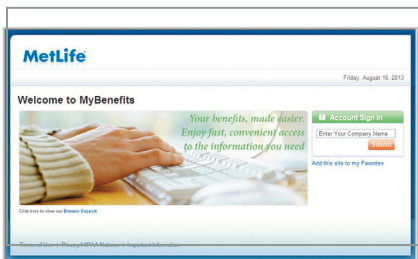 MetLife
Friday, August 16, 2013
Welcome to MyBenefits
Your benefits, made easier.
Enjoy fast, convenient access
to the information you need
Account Sign in
Enter Your Company Name
Submit
Add this site to my Favorites
Click here to view our Browser Support
Terms of Use | Privacy/HIPAA Notices | Important Information